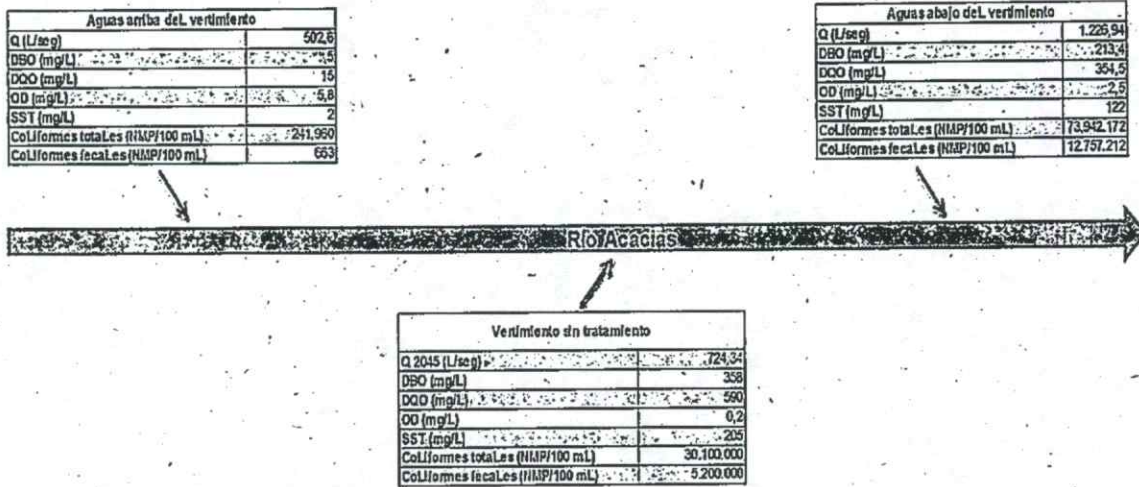 Aguas arriba deL vertimiento
Q (L/seg) 502,6
DBO (mg/L) 5,5
DQO (mg/L) 15
OD (mg/L) 5,8
SST (mg/L) 2
CoLiformes totaLes (NMP/100 mL) 241,960
CoLiformes fecaLes (NMP/100 mL) 663
Aguas abajo deL vertimiento
Q (L/seg) 1.226,94
DBO (mg/L) 213,4
DQO (mg/L) 354,5
OD (mg/L) 2,5
SST (mg/L) 122
CoLiformes totaLes (NMP/100 mL) 73,942.172
CoLiformes fecaLes (NMP/100 mL) 12.757.212
Río Acacias
Vertimiento sin tratamiento
Q 2045 (L/seg) 724,34
DBO (mg/L) 358
DQO (mg/L) 590
OD (mg/L) 0,2
SST (mg/L) 205
CoLiformes totaLes (NMP/100 mL) 30,100.000
CoLiformes fecaLes (NMP/100 mL) 5.200.000